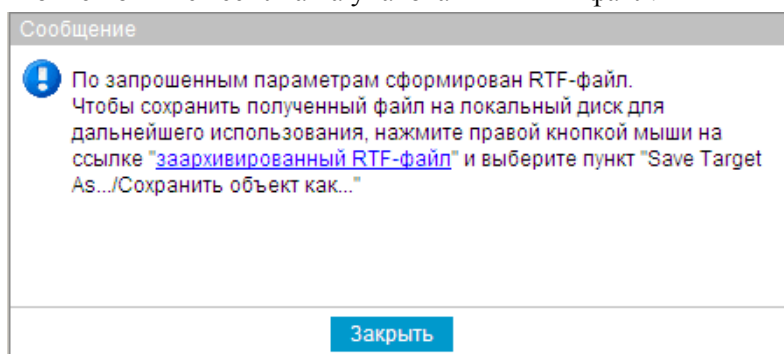 Сообщение
По запрошенным параметрам сформирован RTF-файл.
Чтобы сохранить полученный файл на локальный диск для
дальнейшего использования, нажмите правой кнопкой мыши на
ссылке "заархивированный RTF-файл" и выберите пункт "Save Target
As.../Сохранить объект как..."
Закрыть